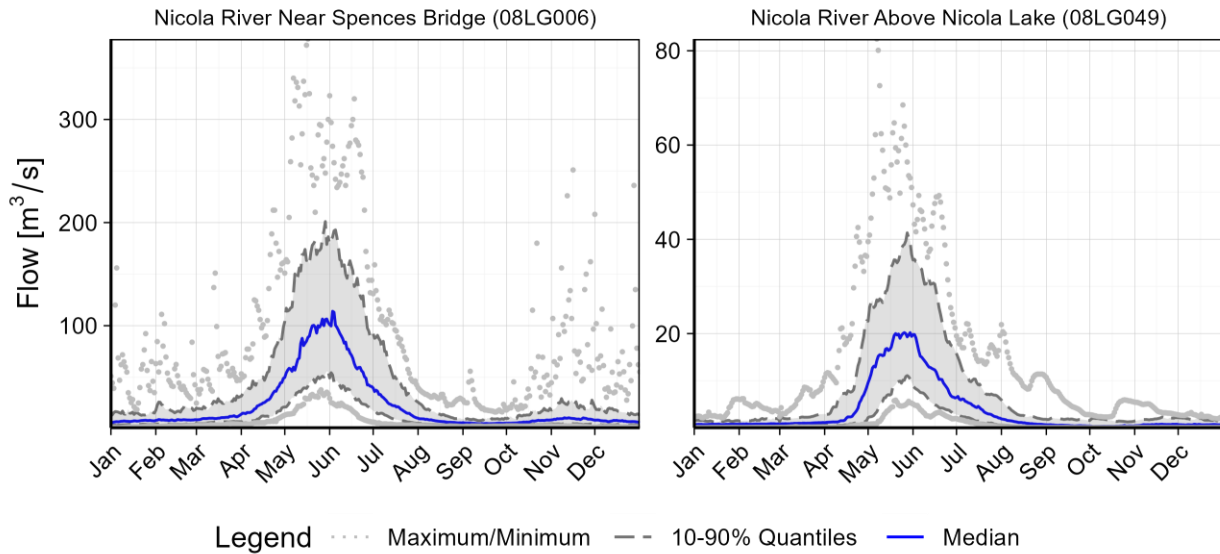 Nicola River Near Spences Bridge (08LG006)
Nicola River Above Nicola Lake (08LG049)
Flow [m³/s]
300
200
100
80
60
40
20
Jan Feb Mar Apr May Jun Jul Aug Sep Oct Nov Dec
Jan Feb Mar Apr May Jun Jul Aug Sep Oct Nov Dec
Legend Maximum/Minimum 10-90% Quantiles Median